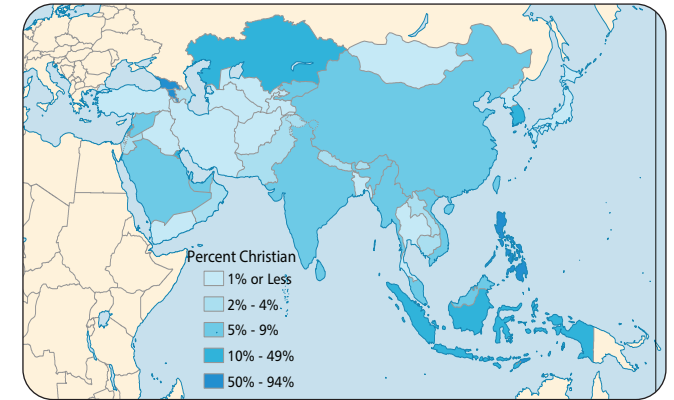 Percent Christian
1% or Less
2% - 4%
5% - 9%
10% - 49%
50% - 94%